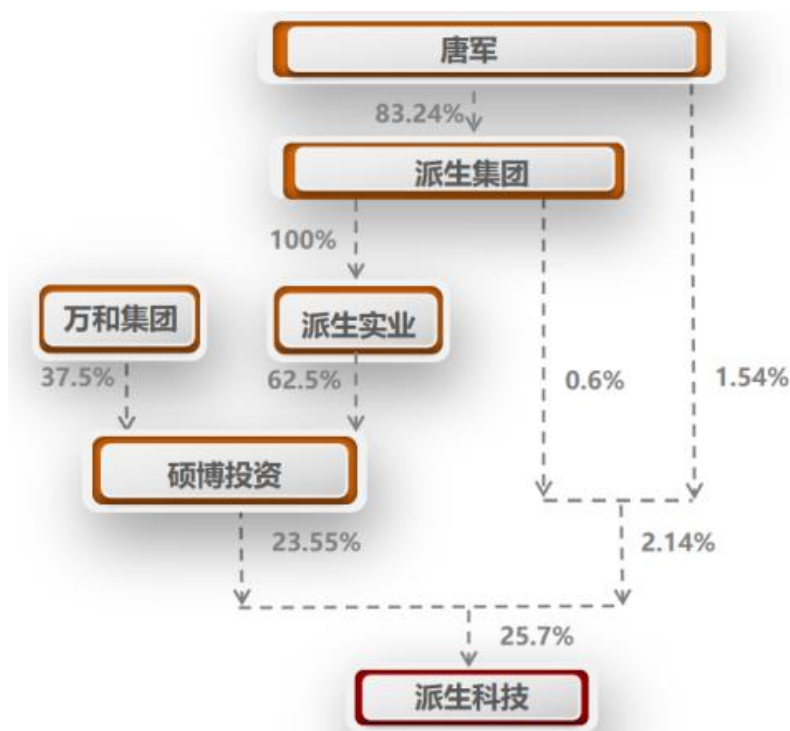 唐军
83.24%
派生集团
100%
万和集团
派生实业
37.5%
62.5%
0.6%
1.54%
硕博投资
23.55%
2.14%
25.7%
派生科技